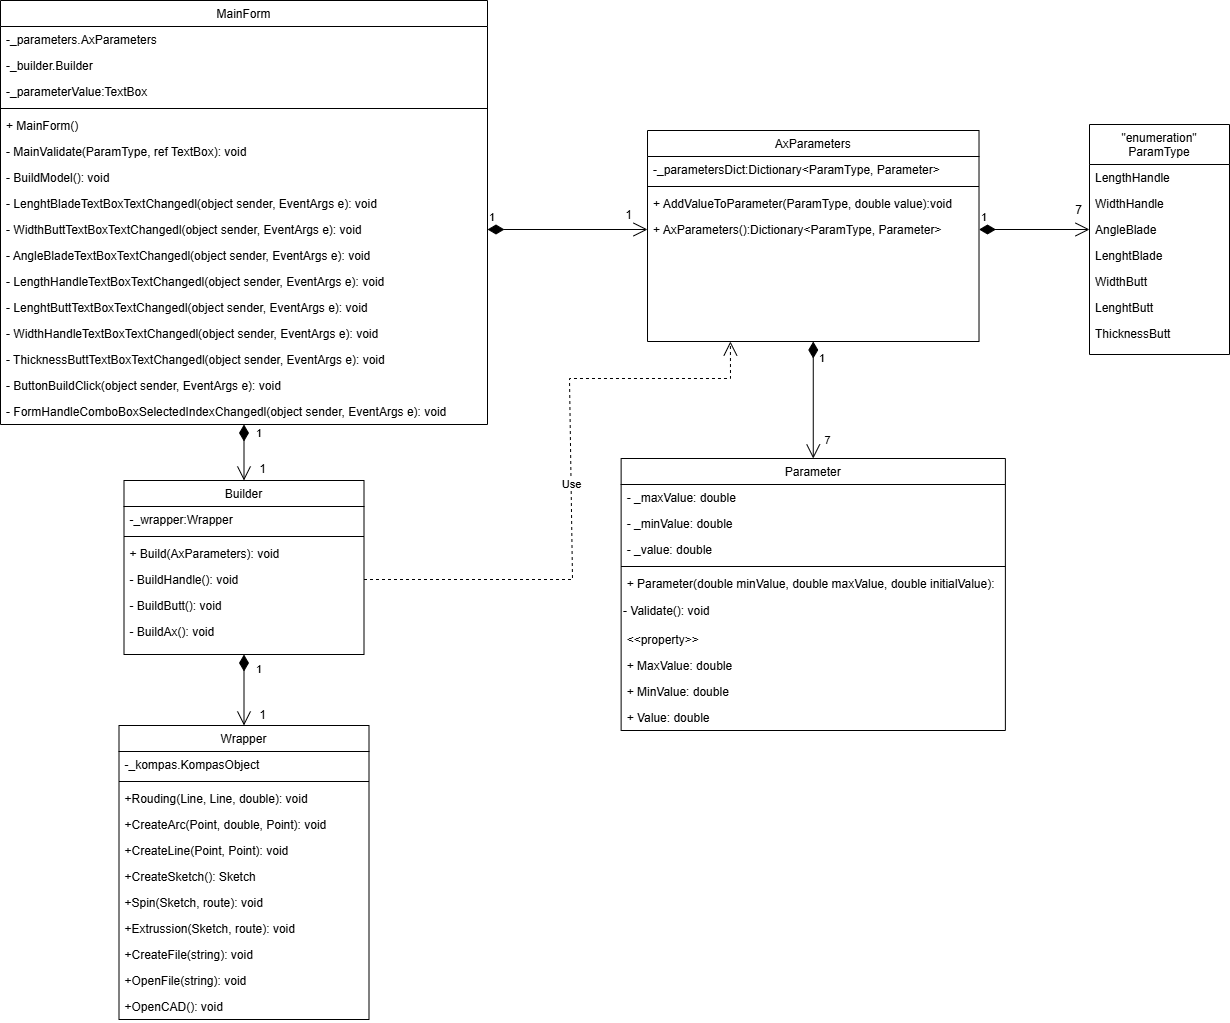 MainForm
-_parameters.AxParameters
-_builder.Builder
-_parameterValue:TextBox
+ MainForm()
- MainValidate(ParamType, ref TextBox): void
- BuildModel(): void
- LenghtBladeTextBoxTextChangedl(object sender, EventArgs e): void
- WidthButtTextBoxTextChangedl(object sender, EventArgs e): void
- AngleBladeTextBoxTextChangedl(object sender, EventArgs e): void
- LengthHandleTextBoxTextChangedl(object sender, EventArgs e): void
- LenghtButtTextBoxTextChangedl(object sender, EventArgs e): void
- WidthHandleTextBoxTextChangedl(object sender, EventArgs e): void
- ThicknessButtTextBoxTextChangedl(object sender, EventArgs e): void
- ButtonBuildClick(object sender, EventArgs e): void
- FormHandleComboBoxSelectedIndexChangedl(object sender, EventArgs e): void
1
1
AxParameters
-_parametersDict:Dictionary<ParamType, Parameter>
+ AddValueToParameter(ParamType, double value):void
+ AxParameters():Dictionary<ParamType, Parameter>
1
7
"enumeration"
ParamType
LengthHandle
WidthHandle
AngleBlade
LenghtBlade
WidthButt
LenghtButt
ThicknessButt
1
7
1
1
Builder
-_wrapper:Wrapper
+ Build(AxParameters): void
- BuildHandle(): void
- BuildButt(): void
- BuildAx(): void
Use
Parameter
- _maxValue: double
- _minValue: double
- _value: double
+ Parameter(double minValue, double maxValue, double initialValue):
- Validate(): void
<<property>>
+ MaxValue: double
+ MinValue: double
+ Value: double
1
1
Wrapper
-_kompas.KompasObject
+Rouding(Line, Line, double): void
+CreateArc(Point, double, Point): void
+CreateLine(Point, Point): void
+CreateSketch(): Sketch
+Spin(Sketch, route): void
+Extrussion(Sketch, route): void
+CreateFile(string): void
+OpenFile(string): void
+OpenCAD(): void